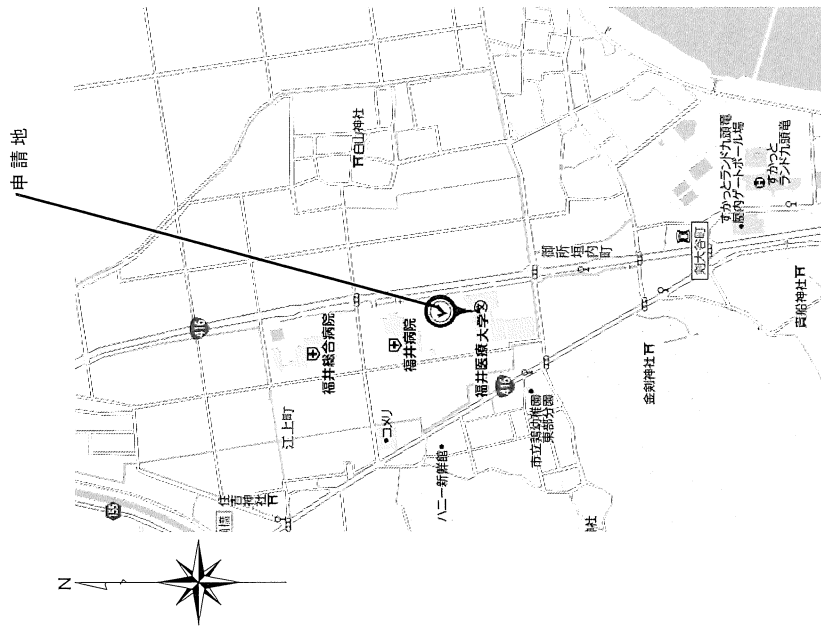 申請地
白山神社
416
福井総合病院
福井病院
福井医療大学
文
江上町
コメリ
ハニー新鮮館
416
市立鶉幼稚園
東部分園
御所垣内町
剣大谷町
すかっとランド九頭竜
屋内ゲートボール場
すかっと
ランド九頭竜
H
金剣神社
貴船神社
住吉神社
N